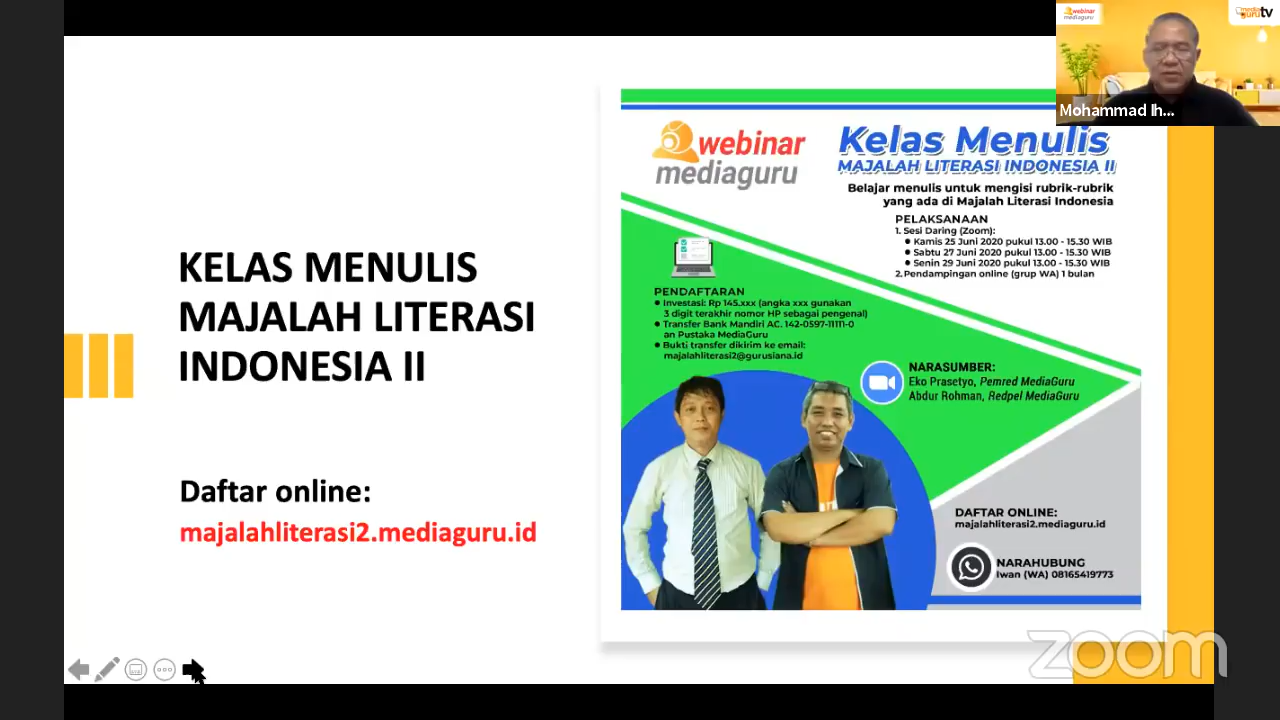 KELAS MENULIS
MAJALAH LITERASI
INDONESIA II
Daftar online:
majalahliterasi2.mediaguru.id
webinar
mediaguru
Kelas Menulis
MAJALAH LITERASI INDONESIA II
Belajar menulis untuk mengisi rubrik-rubrik
yang ada di Majalah Literasi Indonesia
PELAKSANAAN
1. Sesi Daring (Zoom):
● Kamis 25 Juni 2020 pukul 13.00 - 15.30 WIB
● Sabtu 27 Juni 2020 pukul 13.00 - 15.30 WIB
● Senin 29 Juni 2020 pukul 13.00 - 15.30 WIB
2. Pendampingan online (grup WA) 1 bulan
PENDAFTARAN
● Investasi: Rp 145.xxx (angka xxx gunakan
3 digit terakhir nomor HP sebagai pengenal)
● Transfer Bank Mandiri AC. 142-0597-11111-0
an Pustaka MediaGuru
● Bukti transfer dikirim ke email:
majalahliterasi2@gurusiana.id
NARASUMBER:
Eko Prasetyo, Pemred MediaGuru
Abdur Rohman, Redpel MediaGuru
DAFTAR ONLINE:
majalahliterasi2.mediaguru.id
NARAHUBUNG
Iwan (WA) 08165419773
webinar
mediaguru
media
guru tv
Mohammad Ih...
zoom